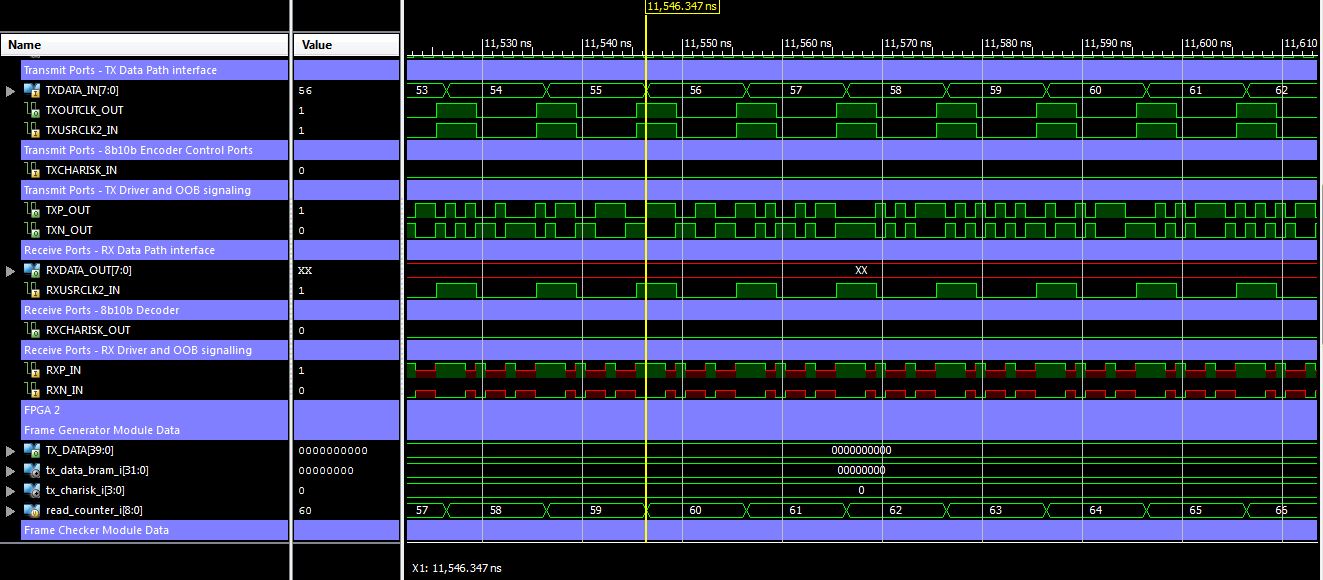 11,546.347 ns
Name Value
11,530 ns 11,540 ns 11,550 ns 11,560 ns 11,570 ns 11,580 ns 11,590 ns 11,600 ns 11,610
Transmit Ports - TX Data Path interface
TXDATA_IN[7:0] 56 53 54 55 56 57 58 59 60 61 62
TXOUTCLK_OUT 1
TXUSRCLK2_IN 1
Transmit Ports - 8b10b Encoder Control Ports
TXCHARISK_IN 0
Transmit Ports - TX Driver and OOB signaling
TXP_OUT 1
TXN_OUT 0
Receive Ports - RX Data Path interface
RXDATA_OUT[7:0] XX XX
RXUSRCLK2_IN 1
Receive Ports - 8b10b Decoder
RXCHARISK_OUT 0
Receive Ports - RX Driver and OOB signalling
RXP_IN 1
RXN_IN 0
FPGA 2
Frame Generator Module Data
TX_DATA[39:0] 0000000000 0000000000
tx_data_bram_i[31:0] 00000000 00000000
tx_charisk_i[3:0] 0 0
read_counter_i[8:0] 60 57 58 59 60 61 62 63 64 65 66
Frame Checker Module Data
X1: 11,546.347 ns